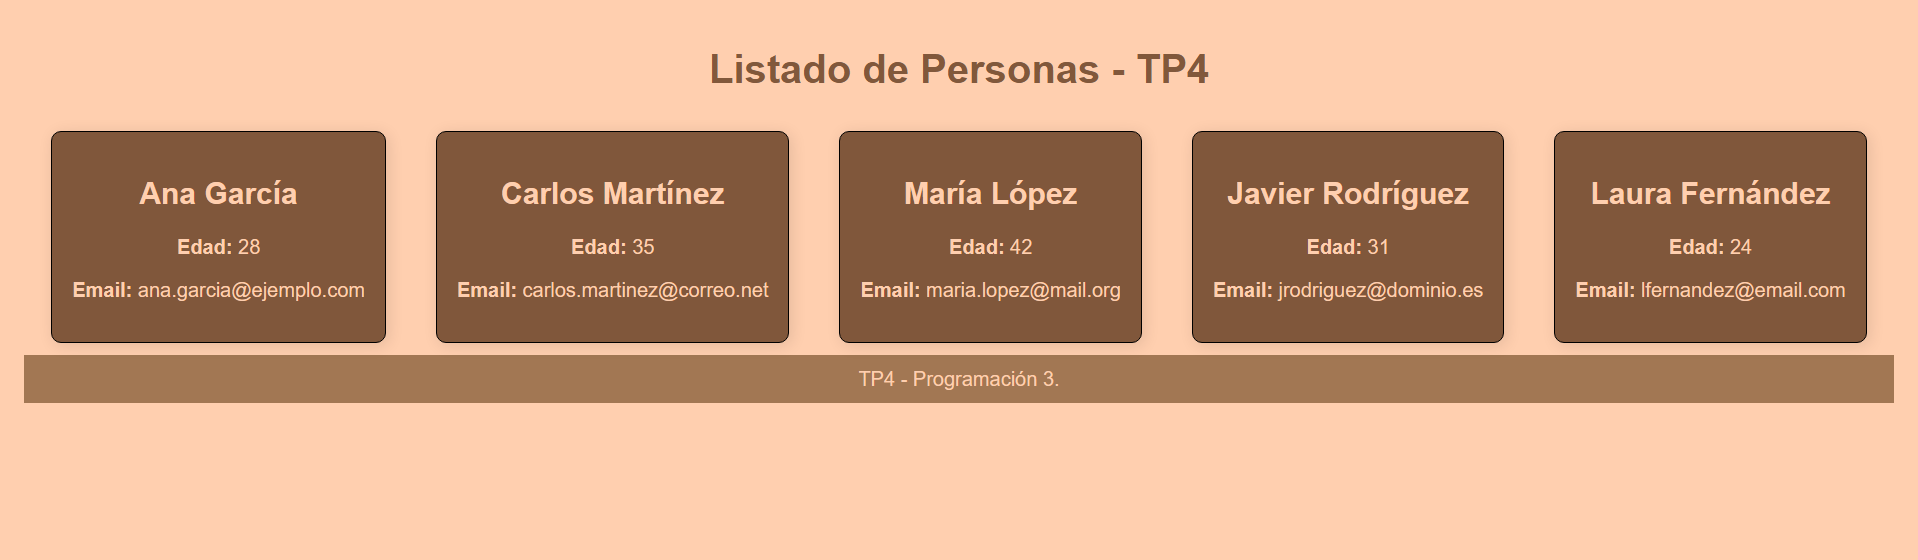 Listado de Personas - TP4
Ana García
Edad: 28
Email: ana.garcia@ejemplo.com
Carlos Martínez
Edad: 35
Email: carlos.martinez@correo.net
María López
Edad: 42
Email: maria.lopez@mail.org
Javier Rodríguez
Edad: 31
Email: jrodriguez@dominio.es
Laura Fernández
Edad: 24
Email: lfernandez@email.com
TP4 - Programación 3.